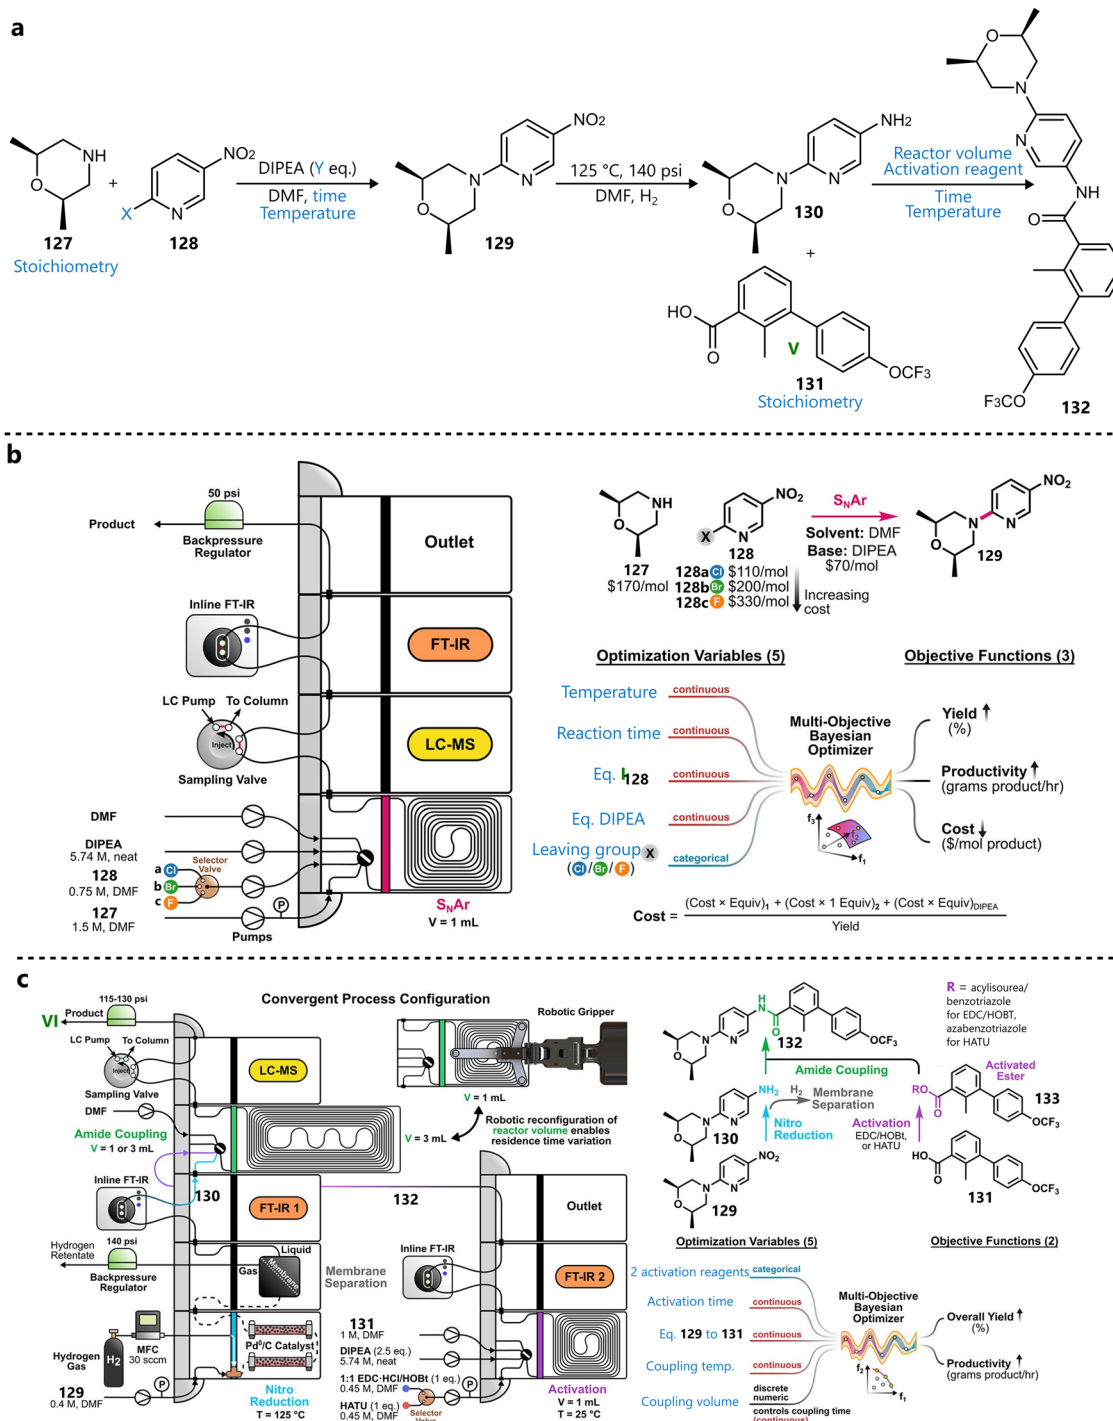 a
NH
O
127
Stoichiometry
+
X
N
NO₂
128
DIPEA (Y eq.)
DMF, time
Temperature
N
N
O
NO₂
129
125 °C, 140 psi
DMF, H₂
N
N
O
NH₂
130
+
HO
O
V
OCF₃
131
Stoichiometry
Reactor volume
Activation reagent
Time
Temperature
O
N
N
NH
O
F₃CO
132
b
50 psi
Product
Backpressure
Regulator
Outlet
Inline FT-IR
FT-IR
LC Pump
To Column
Inject
Sampling Valve
LC-MS
DMF
DIPEA
5.74 M, neat
128
0.75 M, DMF
a Cl
b Br
c F
Selector
Valve
127
1.5 M, DMF
P
Pumps
SNAr
V = 1 mL
NH
O
127
$170/mol
X
N
NO₂
128
128a Cl $110/mol
128b Br $200/mol
128c F $330/mol
Increasing
cost
SNAr
Solvent: DMF
Base: DIPEA
$70/mol
N
N
O
NO₂
129
Optimization Variables (5)
Objective Functions (3)
Temperature
continuous
Reaction time
continuous
Eq. 128
continuous
Eq. DIPEA
continuous
Leaving group X
(Cl/Br/F)
categorical
Multi-Objective
Bayesian
Optimizer
f₃
f₂
f₁
Yield
(%)
Productivity
(grams product/hr)
Cost
($/mol product)
Cost = (Cost × Equiv)₁ + (Cost × 1 Equiv)₂ + (Cost × Equiv)DIPEA
Yield
c
Convergent Process Configuration
115-130 psi
VI
Product
LC Pump
To Column
Inject
Sampling Valve
LC-MS
DMF
Amide Coupling
V = 1 or 3 mL
Inline FT-IR
130
FT-IR 1
132
Hydrogen
Retentate
140 psi
Backpressure
Regulator
Liquid
Gas
Membrane
Membrane
Separation
Hydrogen
Gas
H₂
MFC
30 sccm
Pd⁰/C Catalyst
129
0.4 M, DMF
P
Nitro
Reduction
T = 125 °C
Robotic Gripper
V = 1 mL
V = 3 mL
Robotic reconfiguration of
reactor volume enables
residence time variation
Outlet
Inline FT-IR
FT-IR 2
131
1 M, DMF
DIPEA (2.5 eq.)
5.74 M, neat
1:1 EDC·HCl/HOBt (1 eq.)
0.45 M, DMF
HATU (1 eq.)
0.45 M, DMF
Selector
Valve
P
Activation
V = 1 mL
T = 25 °C
H
N
O
N
N
O
OCF₃
132
R = acylisourea/
benzotriazole
for EDC/HOBT,
azabenzotriazole
for HATU
Amide Coupling
NH₂
N
N
O
130
H₂
Membrane
Separation
Nitro
Reduction
Activated
Ester
RO
O
OCF₃
133
Activation
EDC/HOBt,
or HATU
NO₂
N
N
O
129
HO
O
OCF₃
131
Optimization Variables (5)
Objective Functions (2)
2 activation reagents
categorical
Activation time
continuous
Eq. 129 to 131
continuous
Coupling temp.
continuous
Coupling volume
discrete
numeric
controls coupling time
(continuous)
Multi-Objective
Bayesian
Optimizer
f₂
f₁
Overall Yield
(%)
Productivity
(grams product/hr)